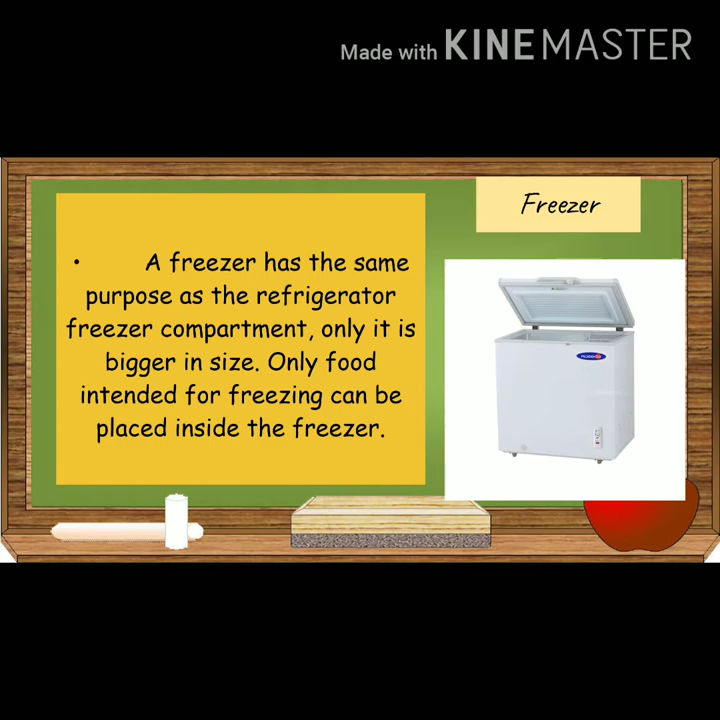 Made with KINEMASTER
Freezer
• A freezer has the same
purpose as the refrigerator
freezer compartment, only it is
bigger in size. Only food
intended for freezing can be
placed inside the freezer.